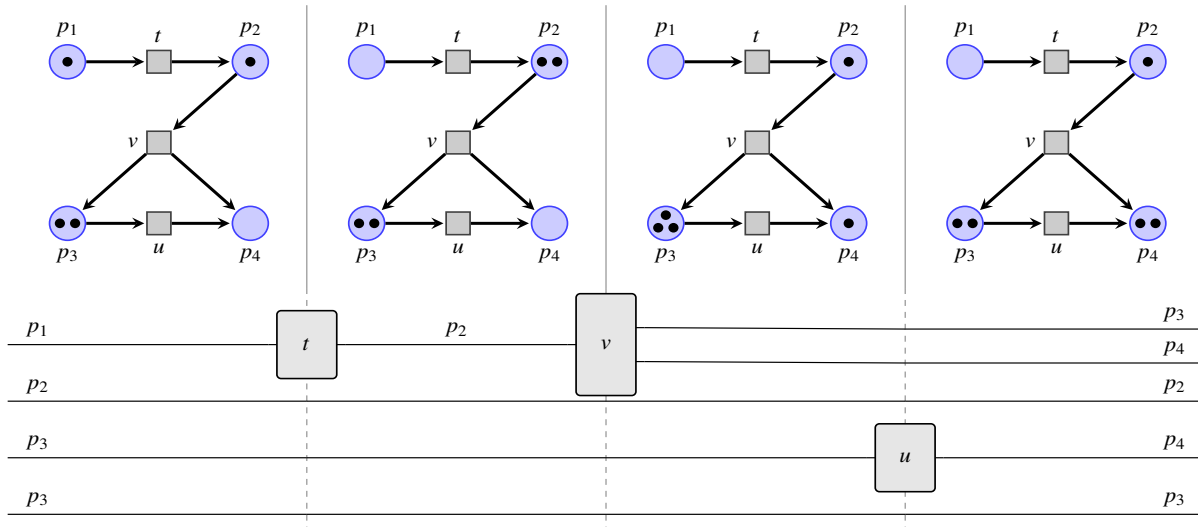 p₁ t p₂ p₁ t p₂ p₁ t p₂ p₁ t p₂
v v v v
p₃ u p₄ p₃ u p₄ p₃ u p₄ p₃ u p₄
p₃
p₁ t p₂ v
p₄
p₂ p₂
p₃ u p₄
p₃ p₃